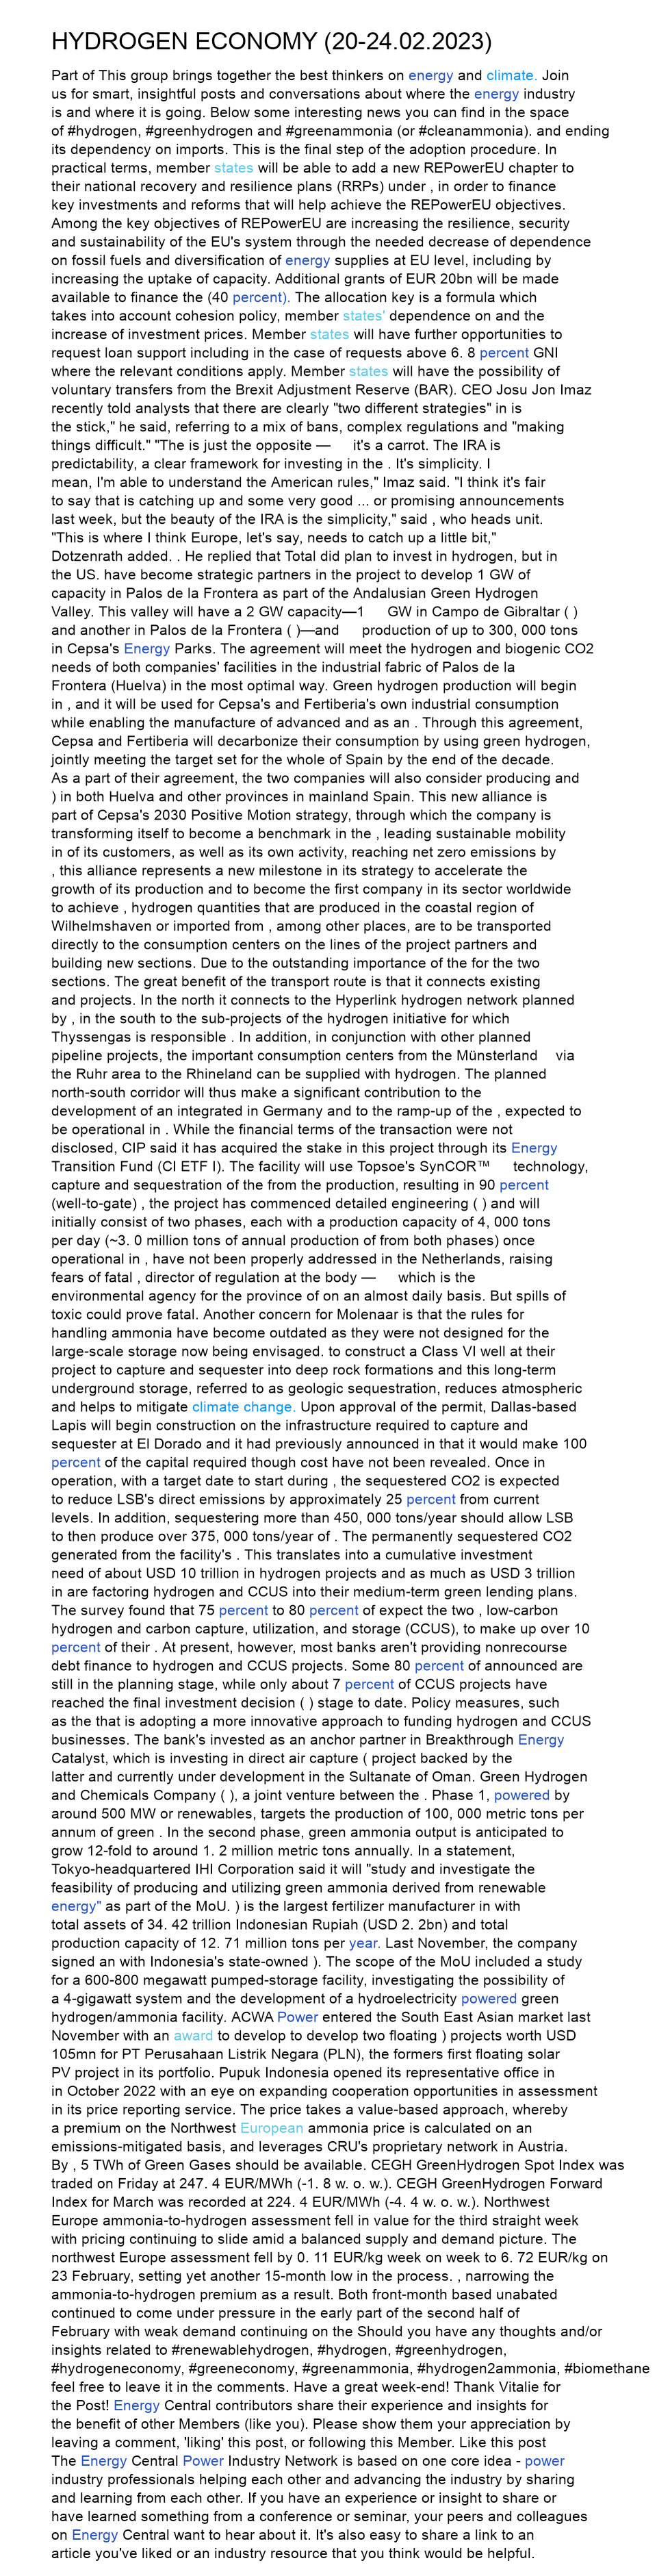 HYDROGEN ECONOMY (20-24.02.2023)
Part of This group brings together the best thinkers on energy and climate. Join
us for smart, insightful posts and conversations about where the energy industry
is and where it is going. Below some interesting news you can find in the space
of #hydrogen, #greenhydrogen and #greenammonia (or #cleanammonia). and ending
its dependency on imports. This is the final step of the adoption procedure. In
practical terms, member states will be able to add a new REPowerEU chapter to
their national recovery and resilience plans (RRPs) under , in order to finance
key investments and reforms that will help achieve the REPowerEU objectives.
Among the key objectives of REPowerEU are increasing the resilience, security
and sustainability of the EU's system through the needed decrease of dependence
on fossil fuels and diversification of energy supplies at EU level, including by
increasing the uptake of capacity. Additional grants of EUR 20bn will be made
available to finance the (40 percent). The allocation key is a formula which
takes into account cohesion policy, member states' dependence on and the
increase of investment prices. Member states will have further opportunities to
request loan support including in the case of requests above 6. 8 percent GNI
where the relevant conditions apply. Member states will have the possibility of
voluntary transfers from the Brexit Adjustment Reserve (BAR). CEO Josu Jon Imaz
recently told analysts that there are clearly "two different strategies" in is
the stick," he said, referring to a mix of bans, complex regulations and "making
things difficult." "The is just the opposite — it's a carrot. The IRA is
predictability, a clear framework for investing in the . It's simplicity. I
mean, I'm able to understand the American rules," Imaz said. "I think it's fair
to say that is catching up and some very good ... or promising announcements
last week, but the beauty of the IRA is the simplicity," said , who heads unit.
"This is where I think Europe, let's say, needs to catch up a little bit,"
Dotzenrath added. . He replied that Total did plan to invest in hydrogen, but in
the US. have become strategic partners in the project to develop 1 GW of
capacity in Palos de la Frontera as part of the Andalusian Green Hydrogen
Valley. This valley will have a 2 GW capacity—1 GW in Campo de Gibraltar ( )
and another in Palos de la Frontera ( )—and production of up to 300, 000 tons
in Cepsa's Energy Parks. The agreement will meet the hydrogen and biogenic CO2
needs of both companies' facilities in the industrial fabric of Palos de la
Frontera (Huelva) in the most optimal way. Green hydrogen production will begin
in , and it will be used for Cepsa's and Fertiberia's own industrial consumption
while enabling the manufacture of advanced and as an . Through this agreement,
Cepsa and Fertiberia will decarbonize their consumption by using green hydrogen,
jointly meeting the target set for the whole of Spain by the end of the decade.
As a part of their agreement, the two companies will also consider producing and
) in both Huelva and other provinces in mainland Spain. This new alliance is
part of Cepsa's 2030 Positive Motion strategy, through which the company is
transforming itself to become a benchmark in the , leading sustainable mobility
in of its customers, as well as its own activity, reaching net zero emissions by
, this alliance represents a new milestone in its strategy to accelerate the
growth of its production and to become the first company in its sector worldwide
to achieve , hydrogen quantities that are produced in the coastal region of
Wilhelmshaven or imported from , among other places, are to be transported
directly to the consumption centers on the lines of the project partners and
building new sections. Due to the outstanding importance of the for the two
sections. The great benefit of the transport route is that it connects existing
and projects. In the north it connects to the Hyperlink hydrogen network planned
by , in the south to the sub-projects of the hydrogen initiative for which
Thyssengas is responsible . In addition, in conjunction with other planned
pipeline projects, the important consumption centers from the Münsterland via
the Ruhr area to the Rhineland can be supplied with hydrogen. The planned
north-south corridor will thus make a significant contribution to the
development of an integrated in Germany and to the ramp-up of the , expected to
be operational in . While the financial terms of the transaction were not
disclosed, CIP said it has acquired the stake in this project through its Energy
Transition Fund (CI ETF I). The facility will use Topsoe's SynCOR™ technology,
capture and sequestration of the from the production, resulting in 90 percent
(well-to-gate) , the project has commenced detailed engineering ( ) and will
initially consist of two phases, each with a production capacity of 4, 000 tons
per day (~3. 0 million tons of annual production of from both phases) once
operational in , have not been properly addressed in the Netherlands, raising
fears of fatal , director of regulation at the body — which is the
environmental agency for the province of on an almost daily basis. But spills of
toxic could prove fatal. Another concern for Molenaar is that the rules for
handling ammonia have become outdated as they were not designed for the
large-scale storage now being envisaged. to construct a Class VI well at their
project to capture and sequester into deep rock formations and this long-term
underground storage, referred to as geologic sequestration, reduces atmospheric
and helps to mitigate climate change. Upon approval of the permit, Dallas-based
Lapis will begin construction on the infrastructure required to capture and
sequester at El Dorado and it had previously announced in that it would make 100
percent of the capital required though cost have not been revealed. Once in
operation, with a target date to start during , the sequestered CO2 is expected
to reduce LSB's direct emissions by approximately 25 percent from current
levels. In addition, sequestering more than 450, 000 tons/year should allow LSB
to then produce over 375, 000 tons/year of . The permanently sequestered CO2
generated from the facility's . This translates into a cumulative investment
need of about USD 10 trillion in hydrogen projects and as much as USD 3 trillion
in are factoring hydrogen and CCUS into their medium-term green lending plans.
The survey found that 75 percent to 80 percent of expect the two , low-carbon
hydrogen and carbon capture, utilization, and storage (CCUS), to make up over 10
percent of their . At present, however, most banks aren't providing nonrecourse
debt finance to hydrogen and CCUS projects. Some 80 percent of announced are
still in the planning stage, while only about 7 percent of CCUS projects have
reached the final investment decision ( ) stage to date. Policy measures, such
as the that is adopting a more innovative approach to funding hydrogen and CCUS
businesses. The bank's invested as an anchor partner in Breakthrough Energy
Catalyst, which is investing in direct air capture ( project backed by the
latter and currently under development in the Sultanate of Oman. Green Hydrogen
and Chemicals Company ( ), a joint venture between the . Phase 1, powered by
around 500 MW or renewables, targets the production of 100, 000 metric tons per
annum of green . In the second phase, green ammonia output is anticipated to
grow 12-fold to around 1. 2 million metric tons annually. In a statement,
Tokyo-headquartered IHI Corporation said it will "study and investigate the
feasibility of producing and utilizing green ammonia derived from renewable
energy" as part of the MoU. ) is the largest fertilizer manufacturer in with
total assets of 34. 42 trillion Indonesian Rupiah (USD 2. 2bn) and total
production capacity of 12. 71 million tons per year. Last November, the company
signed an with Indonesia's state-owned ). The scope of the MoU included a study
for a 600-800 megawatt pumped-storage facility, investigating the possibility of
a 4-gigawatt system and the development of a hydroelectricity powered green
hydrogen/ammonia facility. ACWA Power entered the South East Asian market last
November with an award to develop to develop two floating ) projects worth USD
105mn for PT Perusahaan Listrik Negara (PLN), the formers first floating solar
PV project in its portfolio. Pupuk Indonesia opened its representative office in
in October 2022 with an eye on expanding cooperation opportunities in assessment
in its price reporting service. The price takes a value-based approach, whereby
a premium on the Northwest European ammonia price is calculated on an
emissions-mitigated basis, and leverages CRU's proprietary network in Austria.
By , 5 TWh of Green Gases should be available. CEGH GreenHydrogen Spot Index was
traded on Friday at 247. 4 EUR/MWh (-1. 8 w. o. w.). CEGH GreenHydrogen Forward
Index for March was recorded at 224. 4 EUR/MWh (-4. 4 w. o. w.). Northwest
Europe ammonia-to-hydrogen assessment fell in value for the third straight week
with pricing continuing to slide amid a balanced supply and demand picture. The
northwest Europe assessment fell by 0. 11 EUR/kg week on week to 6. 72 EUR/kg on
23 February, setting yet another 15-month low in the process. , narrowing the
ammonia-to-hydrogen premium as a result. Both front-month based unabated
continued to come under pressure in the early part of the second half of
February with weak demand continuing on the Should you have any thoughts and/or
insights related to #renewablehydrogen, #hydrogen, #greenhydrogen,
#hydrogeneconomy, #greeneconomy, #greenammonia, #hydrogen2ammonia, #biomethane
feel free to leave it in the comments. Have a great week-end! Thank Vitalie for
the Post! Energy Central contributors share their experience and insights for
the benefit of other Members (like you). Please show them your appreciation by
leaving a comment, 'liking' this post, or following this Member. Like this post
The Energy Central Power Industry Network is based on one core idea - power
industry professionals helping each other and advancing the industry by sharing
and learning from each other. If you have an experience or insight to share or
have learned something from a conference or seminar, your peers and colleagues
on Energy Central want to hear about it. It's also easy to share a link to an
article you've liked or an industry resource that you think would be helpful.